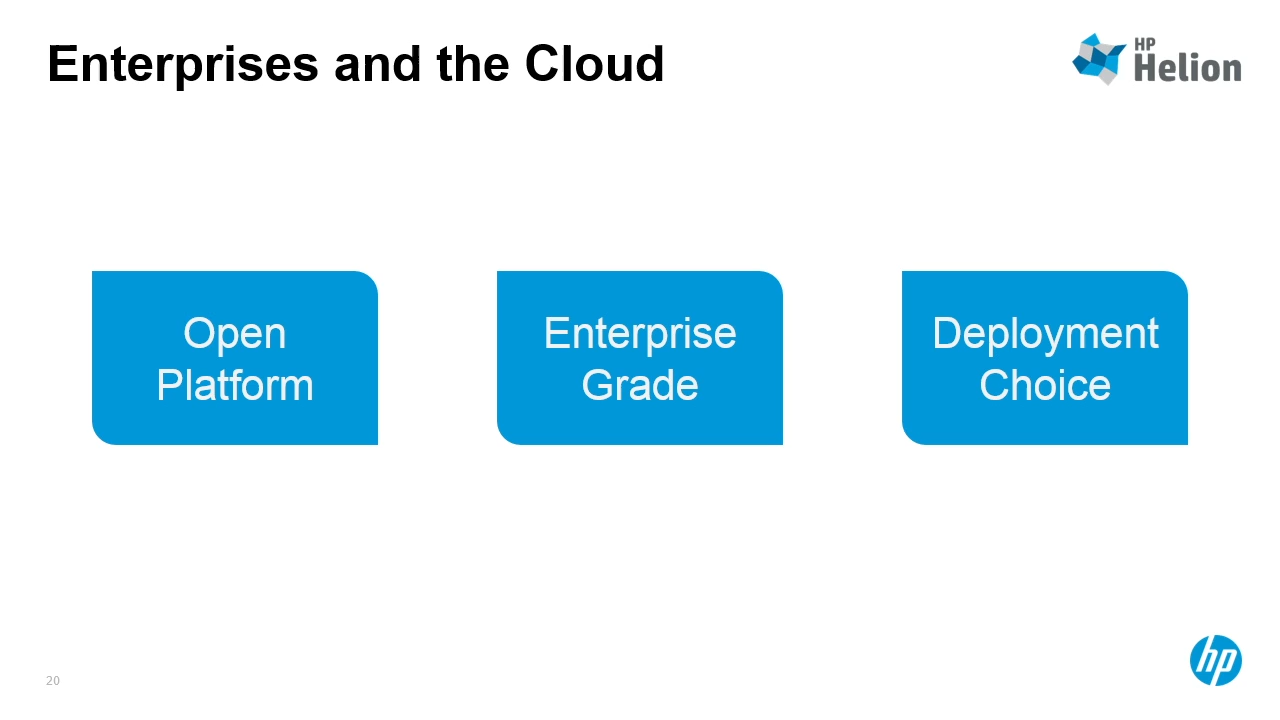 Enterprises and the Cloud
HP
Helion
Open
Platform
Enterprise
Grade
Deployment
Choice
20
hp